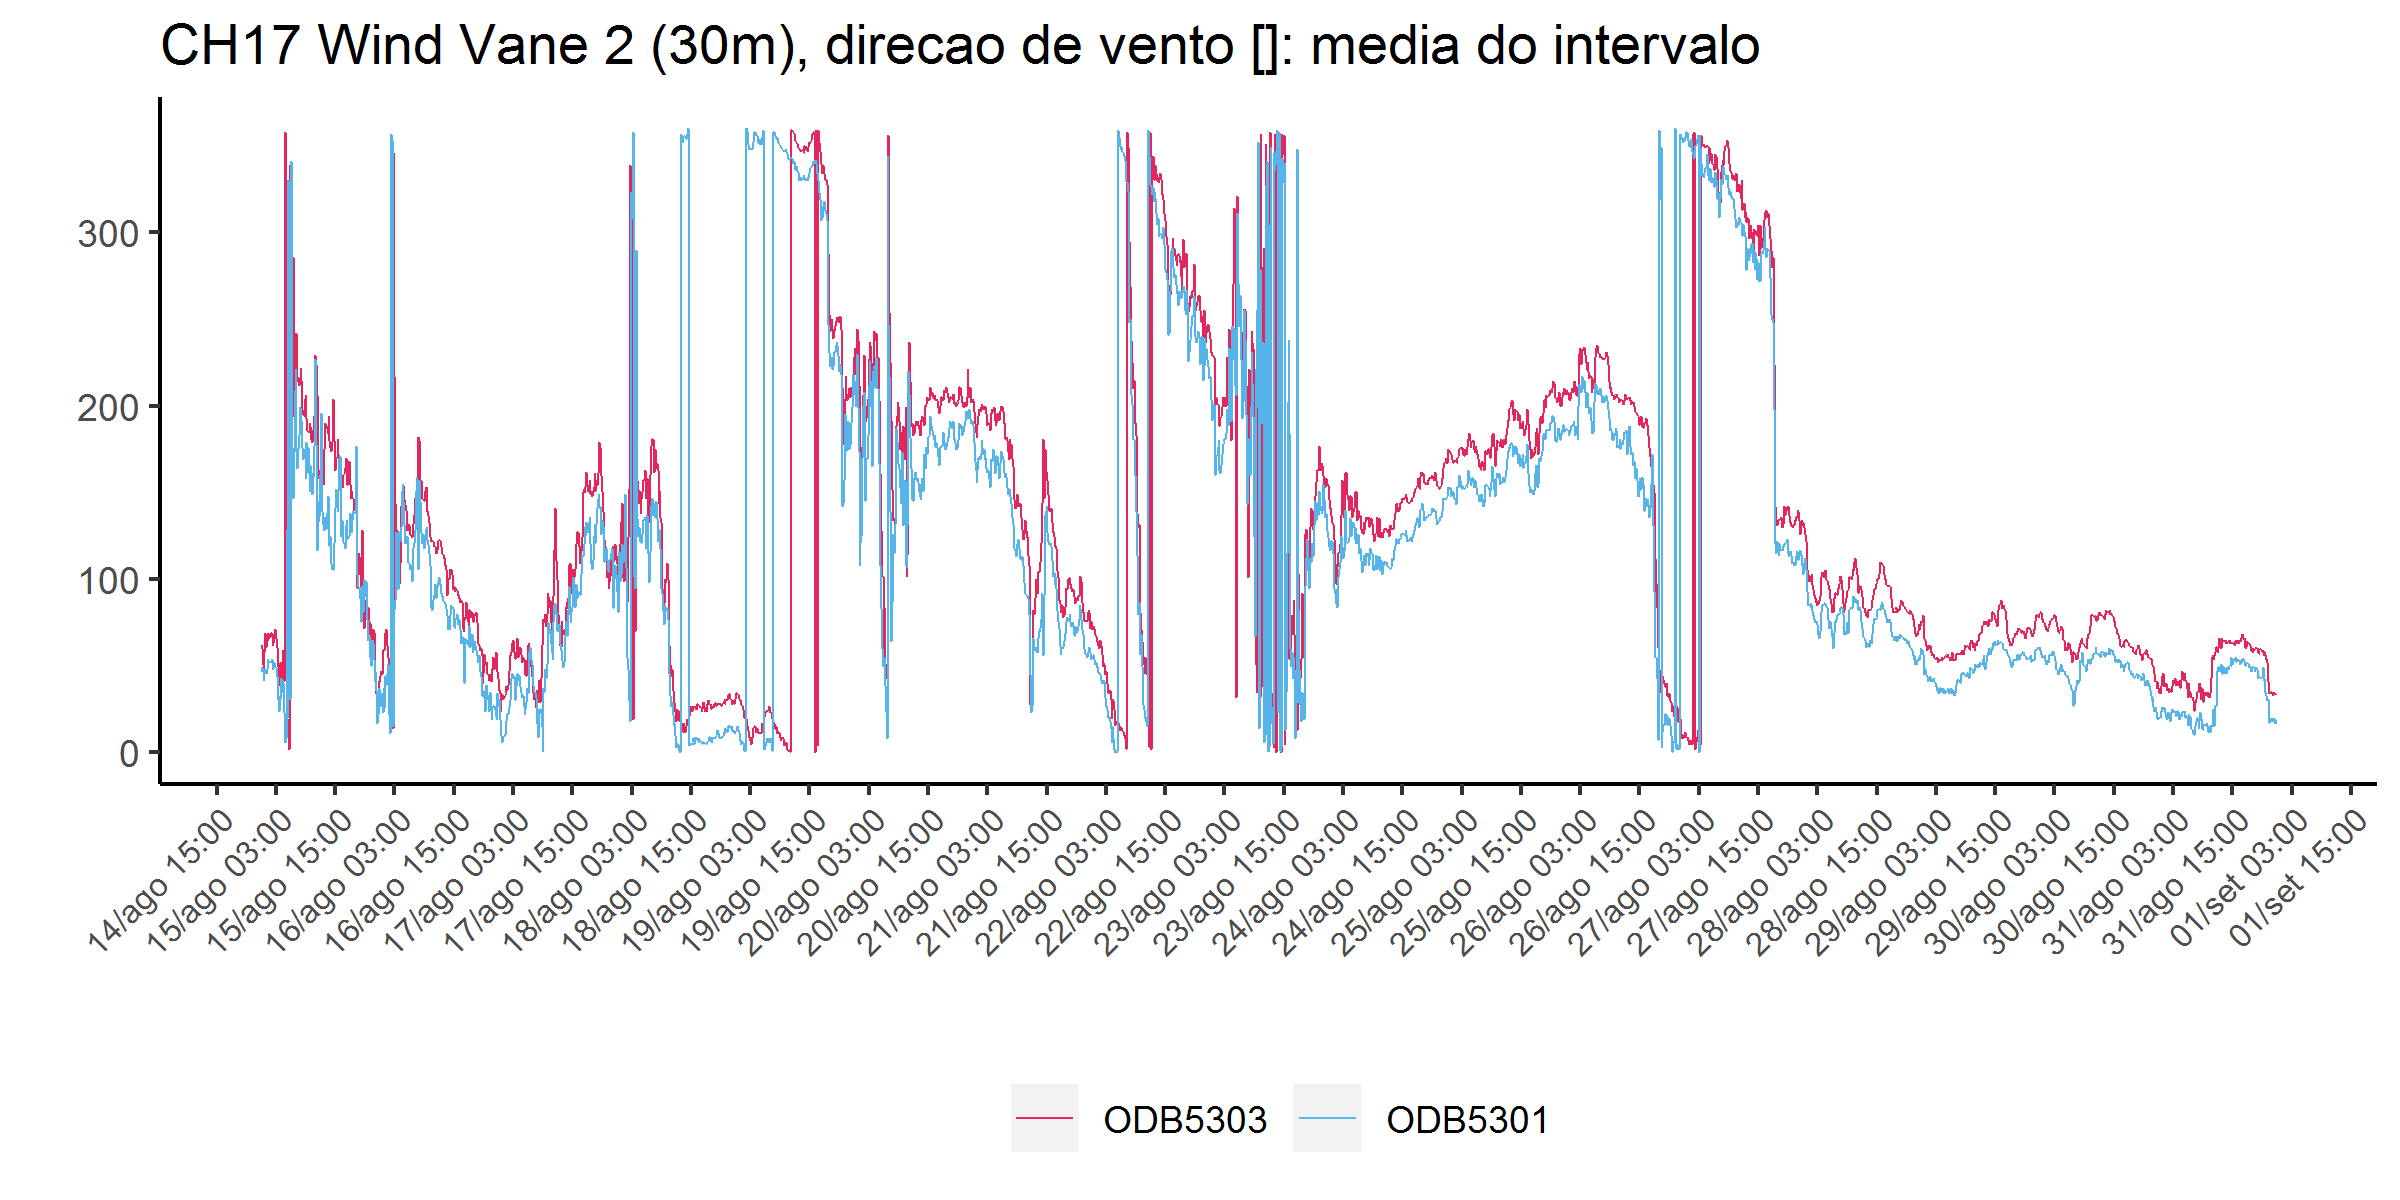 CH17 Wind Vane 2 (30m), direcao de vento []: media do intervalo
300
200
100
0
14/ago 15:00
15/ago 03:00
15/ago 15:00
16/ago 03:00
16/ago 15:00
17/ago 03:00
17/ago 15:00
18/ago 03:00
18/ago 15:00
19/ago 03:00
19/ago 15:00
20/ago 03:00
20/ago 15:00
21/ago 03:00
21/ago 15:00
22/ago 03:00
22/ago 15:00
23/ago 03:00
23/ago 15:00
24/ago 03:00
24/ago 15:00
25/ago 03:00
25/ago 15:00
26/ago 03:00
26/ago 15:00
27/ago 03:00
27/ago 15:00
28/ago 03:00
28/ago 15:00
29/ago 03:00
29/ago 15:00
30/ago 03:00
30/ago 15:00
31/ago 03:00
31/ago 15:00
01/set 03:00
01/set 15:00
ODB5303
ODB5301